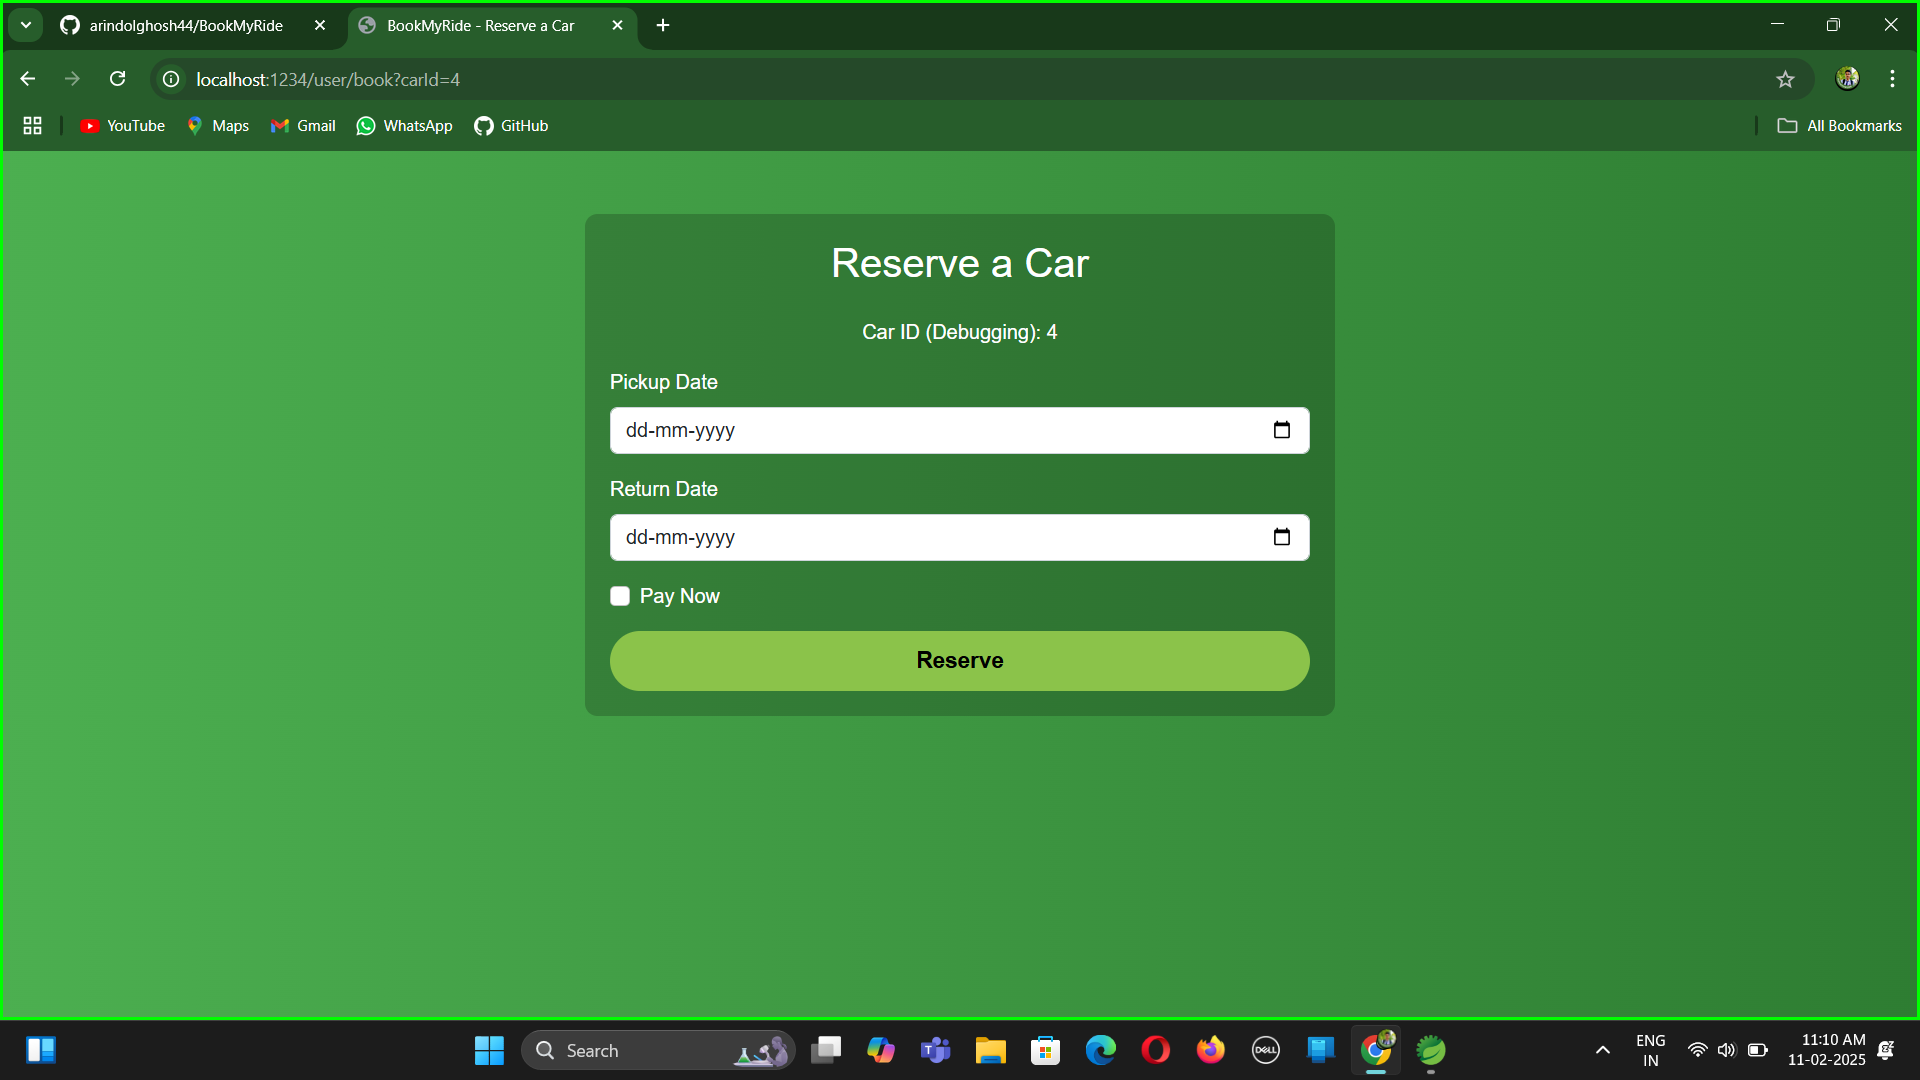 arindolghosh44/BookMyRide
BookMyRide - Reserve a Car
localhost:1234/user/book?carId=4
YouTube
Maps
Gmail
WhatsApp
GitHub
All Bookmarks
Reserve a Car
Car ID (Debugging): 4
Pickup Date
dd-mm-yyyy
Return Date
dd-mm-yyyy
Pay Now
Reserve
Search
DELL
ENG
IN
11:10 AM
11-02-2025